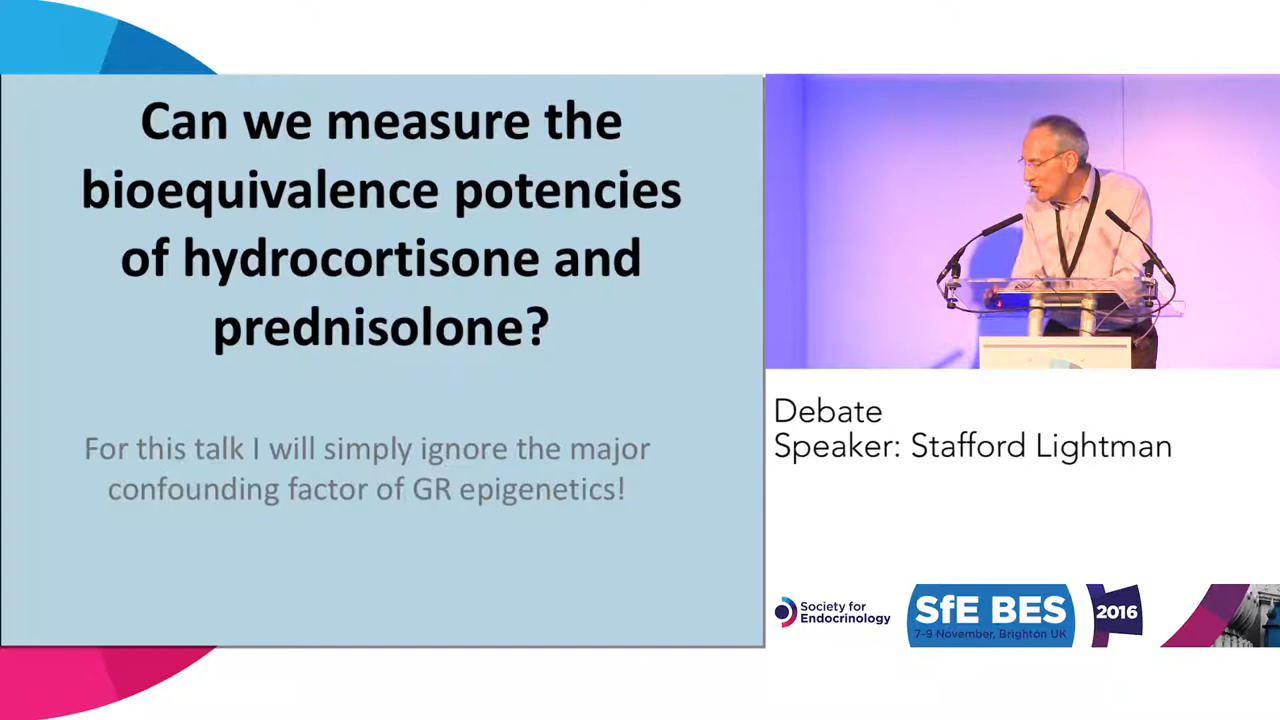 Can we measure the
bioequivalence potencies
of hydrocortisone and
prednisolone?
For this talk I will simply ignore the major
confounding factor of GR epigenetics!
Debate
Speaker: Stafford Lightman
Society for
Endocrinology
SfE BES
7-9 November, Brighton UK
2016